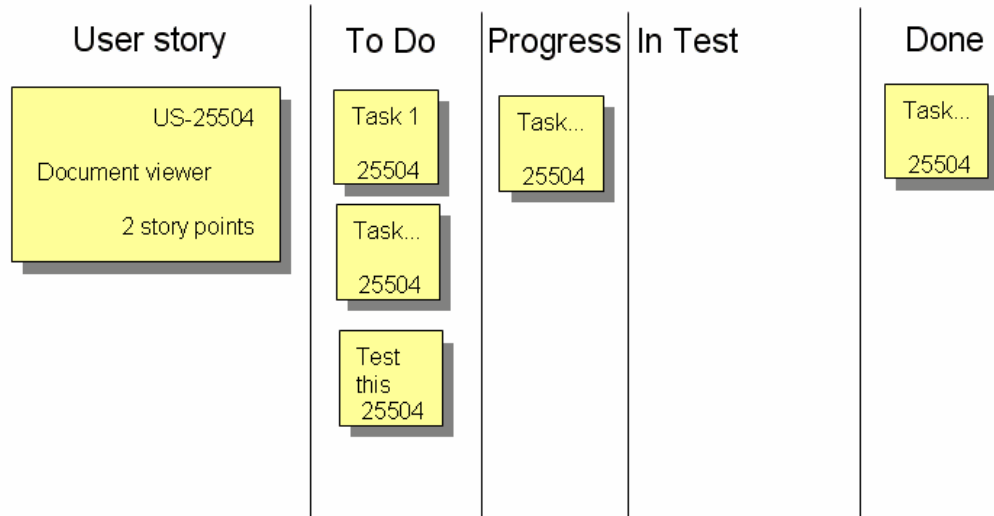 User story
To Do
Progress
In Test
Done
US-25504
Document viewer
2 story points
Task 1
25504
Task...
25504
Test
this
25504
Task...
25504
Task...
25504